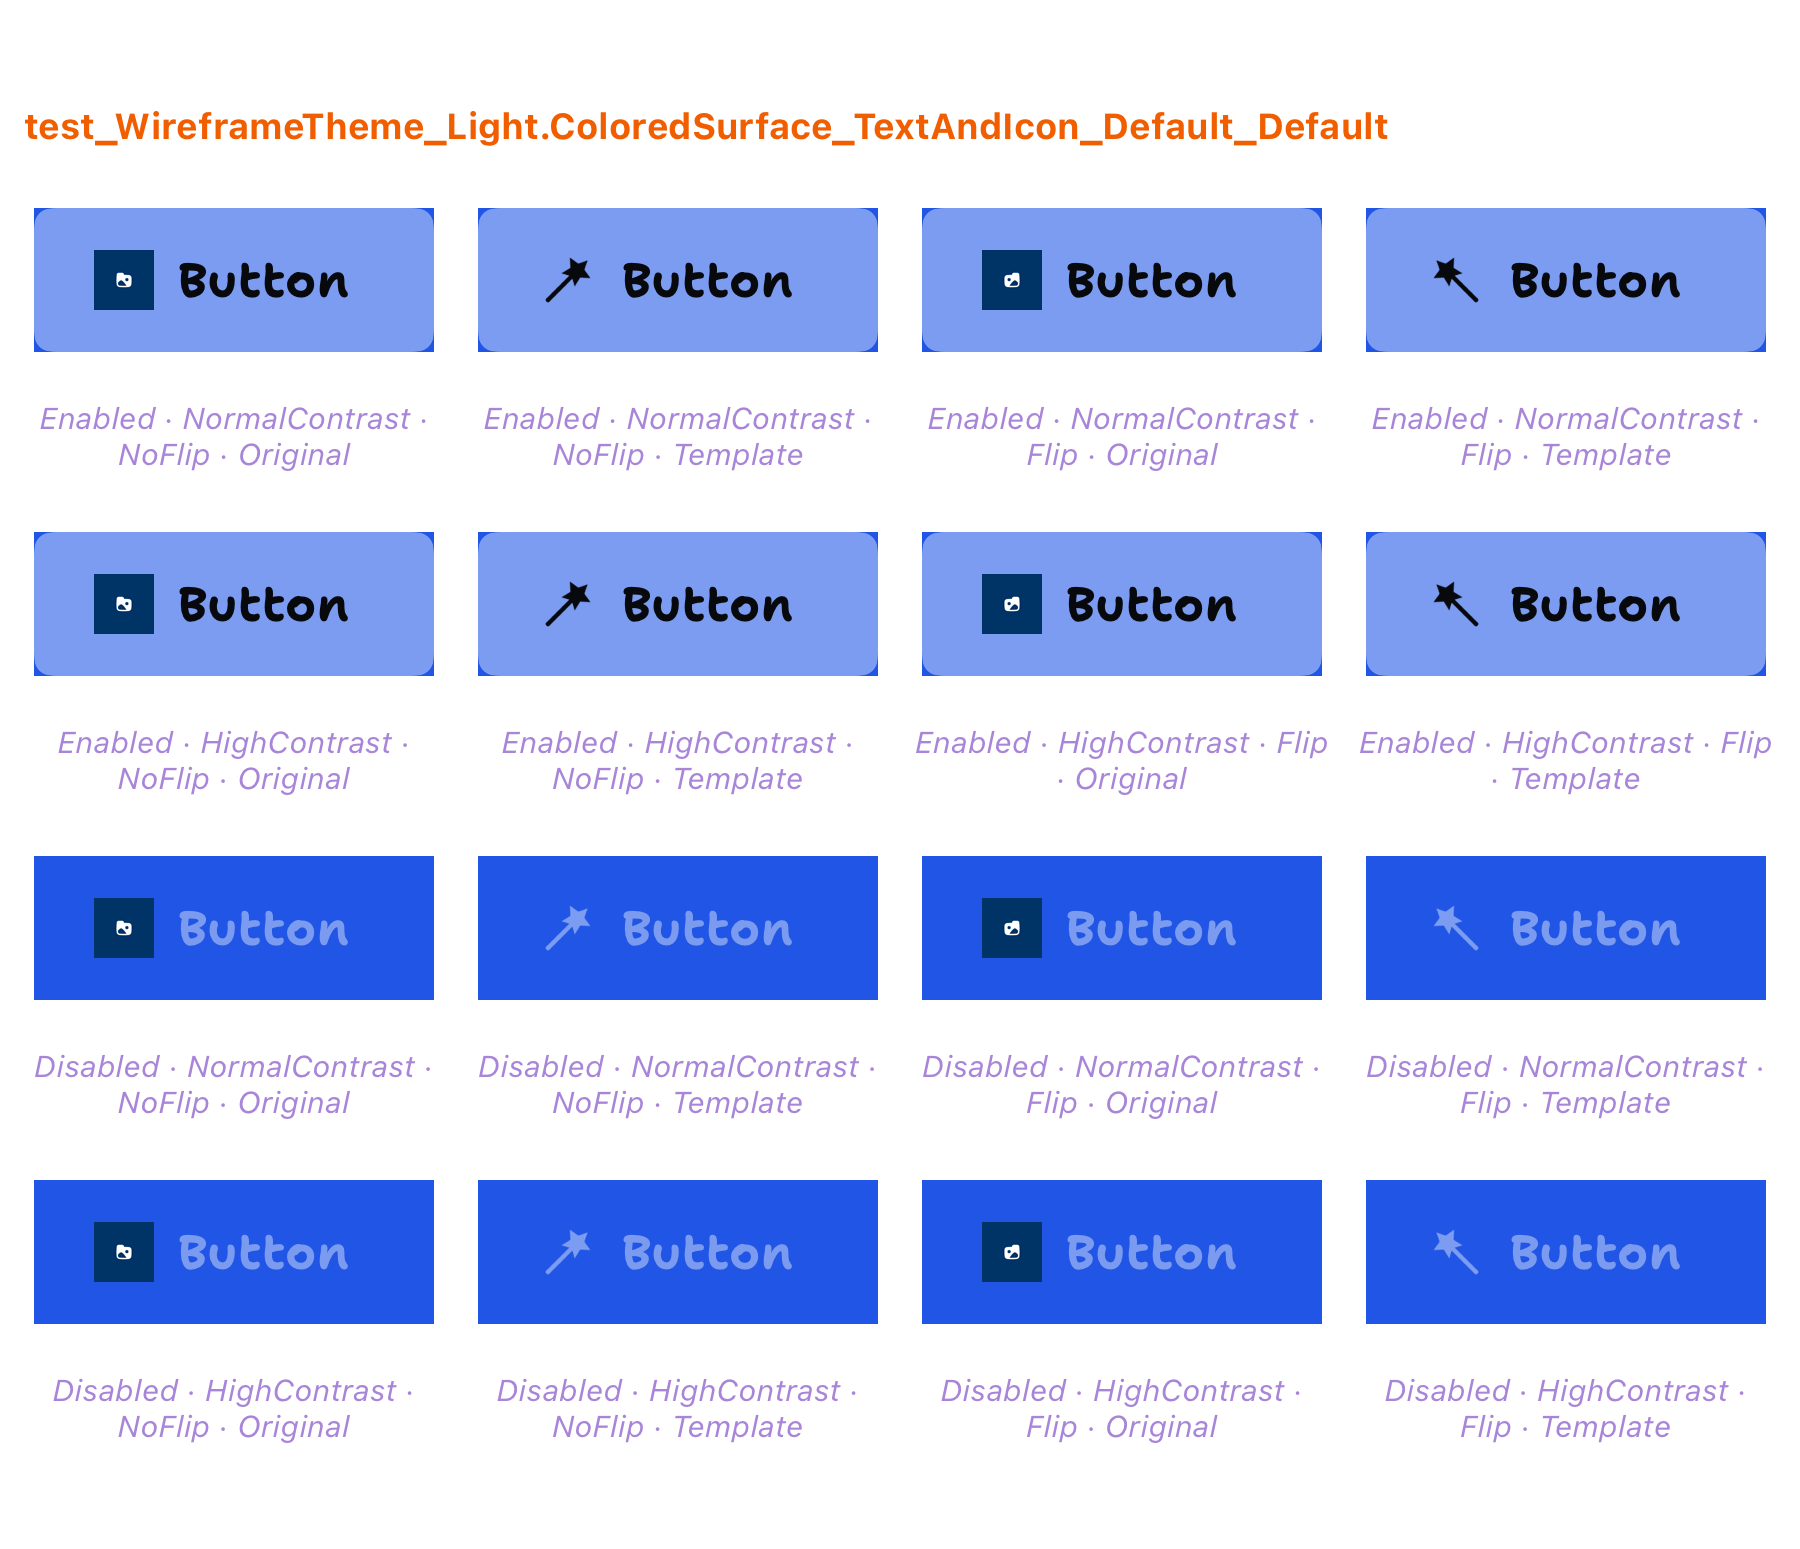 test_WireframeTheme_Light.ColoredSurface_TextAndIcon_Default_Default
Button Button Button Button
Enabled · NormalContrast ·
NoFlip · Original
Enabled · NormalContrast ·
NoFlip · Template
Enabled · NormalContrast ·
Flip · Original
Enabled · NormalContrast ·
Flip · Template
Button Button Button Button
Enabled · HighContrast ·
NoFlip · Original
Enabled · HighContrast ·
NoFlip · Template
Enabled · HighContrast · Flip
· Original
Enabled · HighContrast · Flip
· Template
Button Button Button Button
Disabled · NormalContrast ·
NoFlip · Original
Disabled · NormalContrast ·
NoFlip · Template
Disabled · NormalContrast ·
Flip · Original
Disabled · NormalContrast ·
Flip · Template
Button Button Button Button
Disabled · HighContrast ·
NoFlip · Original
Disabled · HighContrast ·
NoFlip · Template
Disabled · HighContrast ·
Flip · Original
Disabled · HighContrast ·
Flip · Template